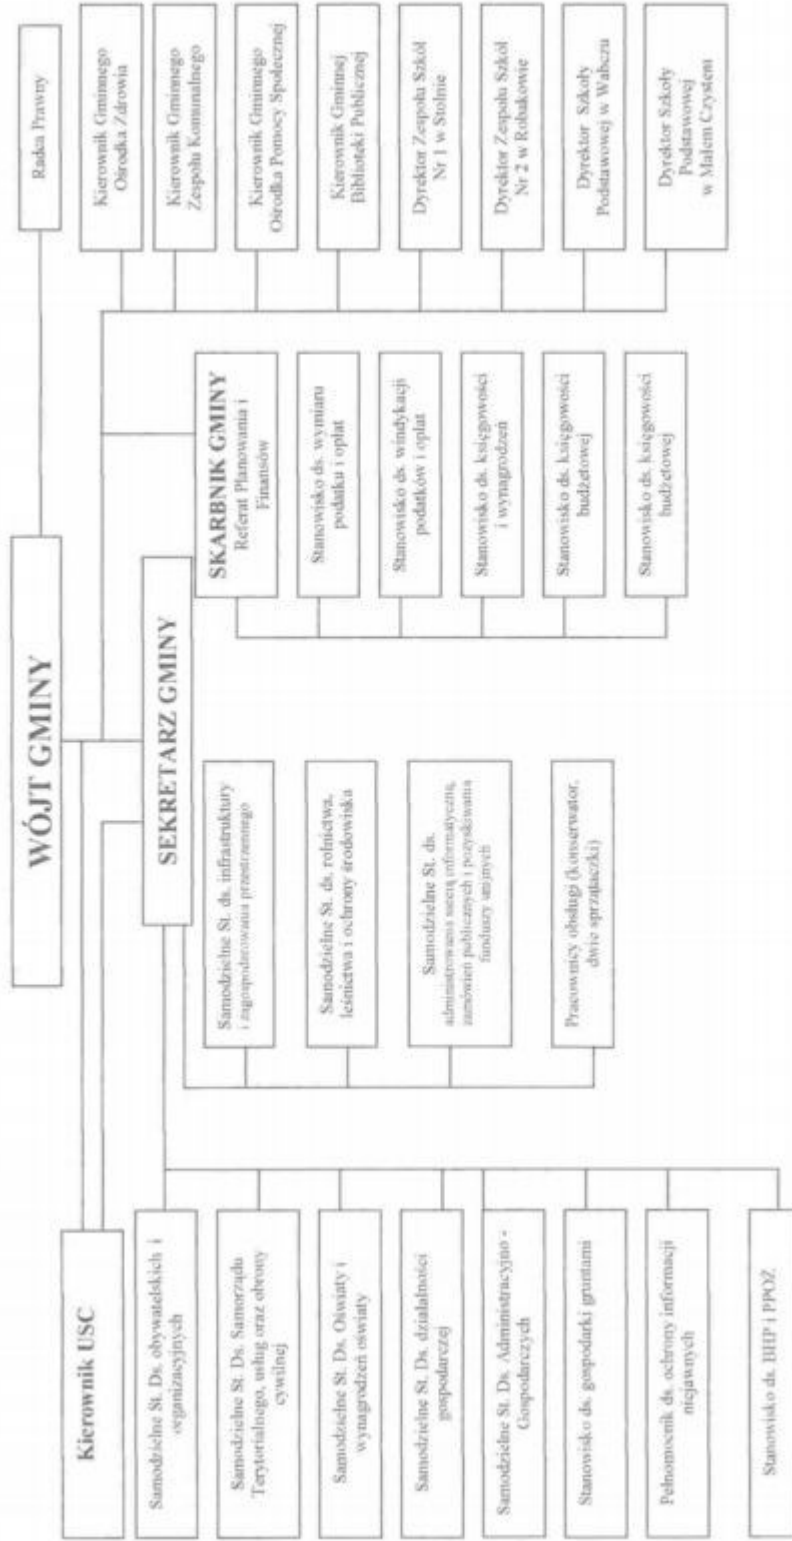 WÓJT GMINY
Radca Prawny
Kierownik USC
SEKRETARZ GMINY
Samodzielne St. Ds. obywatelskich i
organizacyjnych
Samodzielne St. Ds. Samorządu
Terytorialnego, usług oraz obrony
cywilnej
Samodzielne St. Ds. Oświaty i
wynagrodzeń oświaty
Samodzielne St. Ds. działalności
gospodarczej
Samodzielne St. Ds. Administracyjno -
Gospodarczych
Stanowisko ds. gospodarki gruntami
Pełnomocnik ds. ochrony informacji
niejawnych
Stanowisko ds. BHP i PPOŻ
Samodzielne St. ds. infrastruktury
i zagospodarowania przestrzennego
Samodzielne St. ds. rolnictwa,
leśnictwa i ochrony środowiska
Samodzielne St. ds.
administrowania siecią informatyczną,
zamówień publicznych i pozyskiwania
funduszy unijnych
Pracownicy obsługi (konserwator,
dwie sprzątaczki)
SKARBNIK GMINY
Referat Planowania i
Finansów
Stanowisko ds. wymiaru
podatku i opłat
Stanowisko ds. windykacji
podatków i opłat
Stanowisko ds. księgowości
i wynagrodzeń
Stanowisko ds. księgowości
budżetowej
Stanowisko ds. księgowości
budżetowej
Kierownik Gminnego
Ośrodka Zdrowia
Kierownik Gminnego
Zespołu Komunalnego
Kierownik Gminnego
Ośrodka Pomocy Społecznej
Kierownik Gminnej
Biblioteki Publicznej
Dyrektor Zespołu Szkół
Nr 1 w Stolnie
Dyrektor Zespołu Szkół
Nr 2 w Robakowie
Dyrektor Szkoły
Podstawowej w Wabczu
Dyrektor Szkoły
Podstawowej
w Małem Czystem